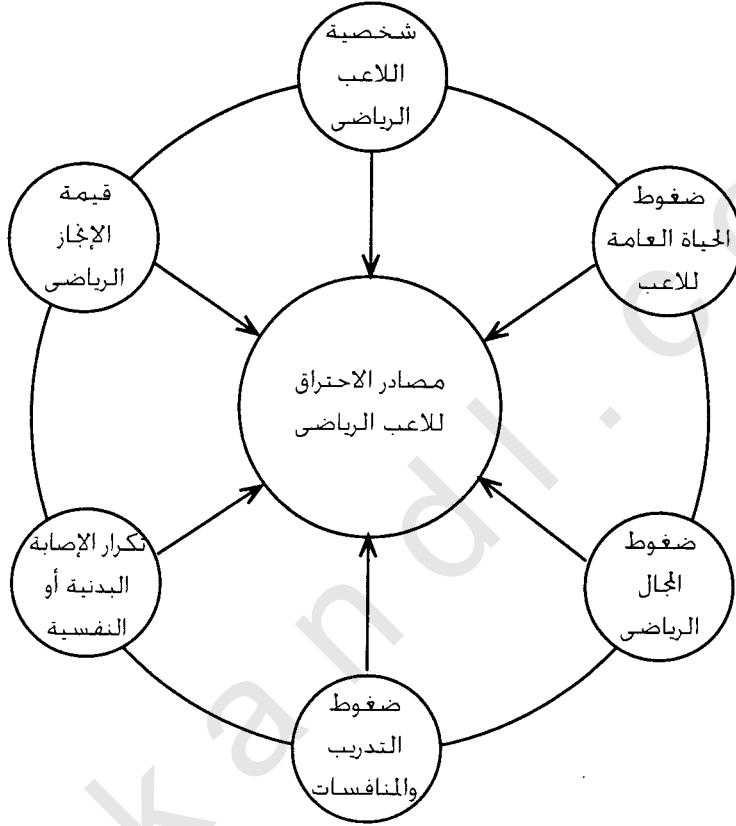 شخصية
اللاعب
الرياضى
ضغوط
الحياة العامة
للاعب
قيمة
الإنجاز
الرياضى
مصادر الاحتراق
للاعب الرياضى
ضغوط
المجال
الرياضى
تكرار الإصابة
البدنية أو
النفسية
ضغوط
التدريب
والمنافسات